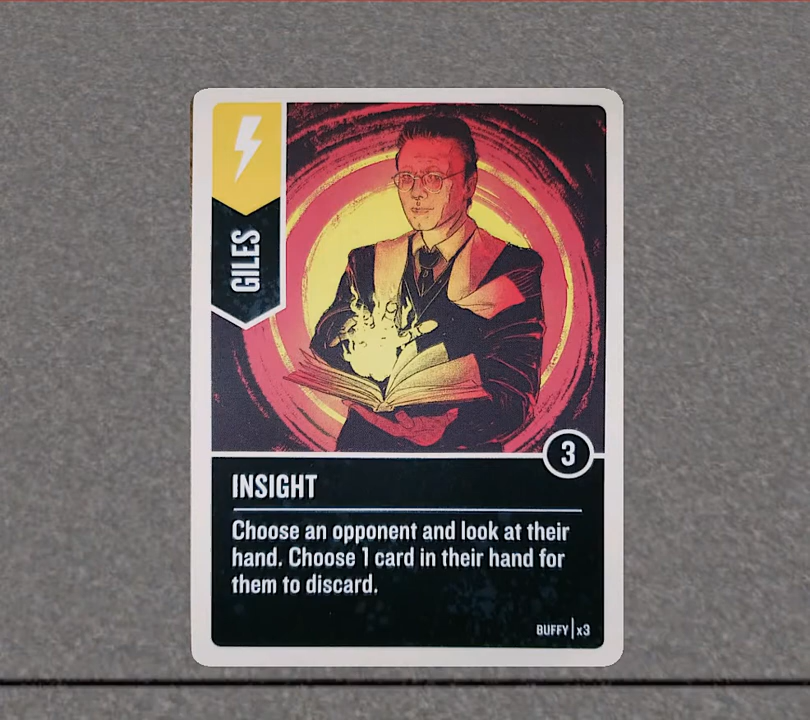 GILES
3
INSIGHT
Choose an opponent and look at their
hand. Choose 1 card in their hand for
them to discard.
BUFFY | x3